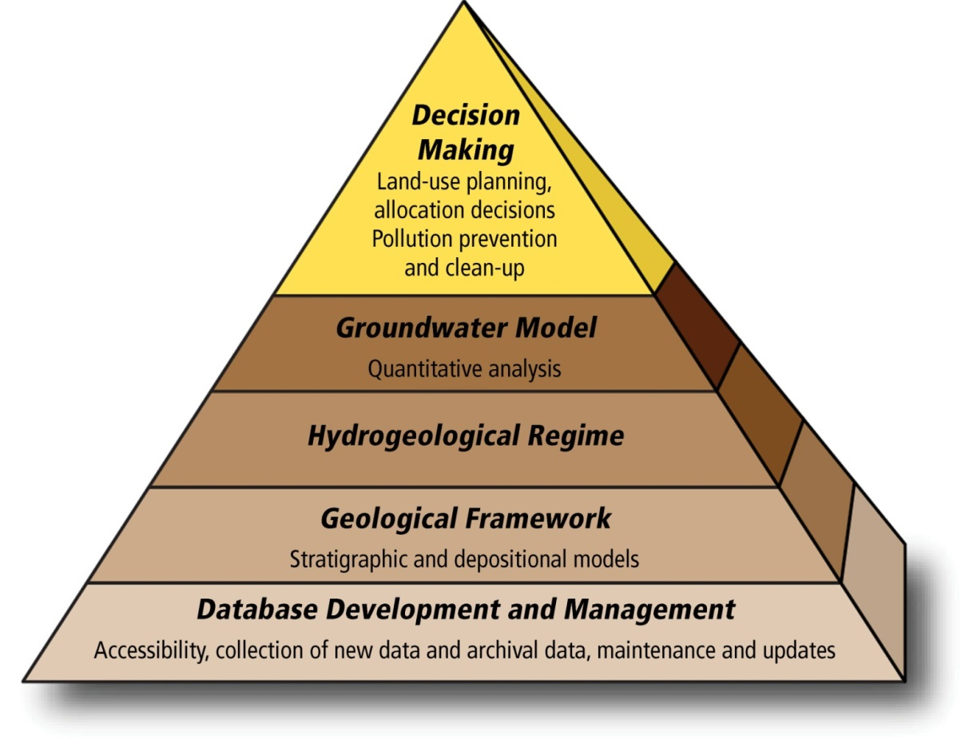 Decision
Making
Land-use planning,
allocation decisions
Pollution prevention
and clean-up
Groundwater Model
Quantitative analysis
Hydrogeological Regime
Geological Framework
Stratigraphic and depositional models
Database Development and Management
Accessibility, collection of new data and archival data, maintenance and updates